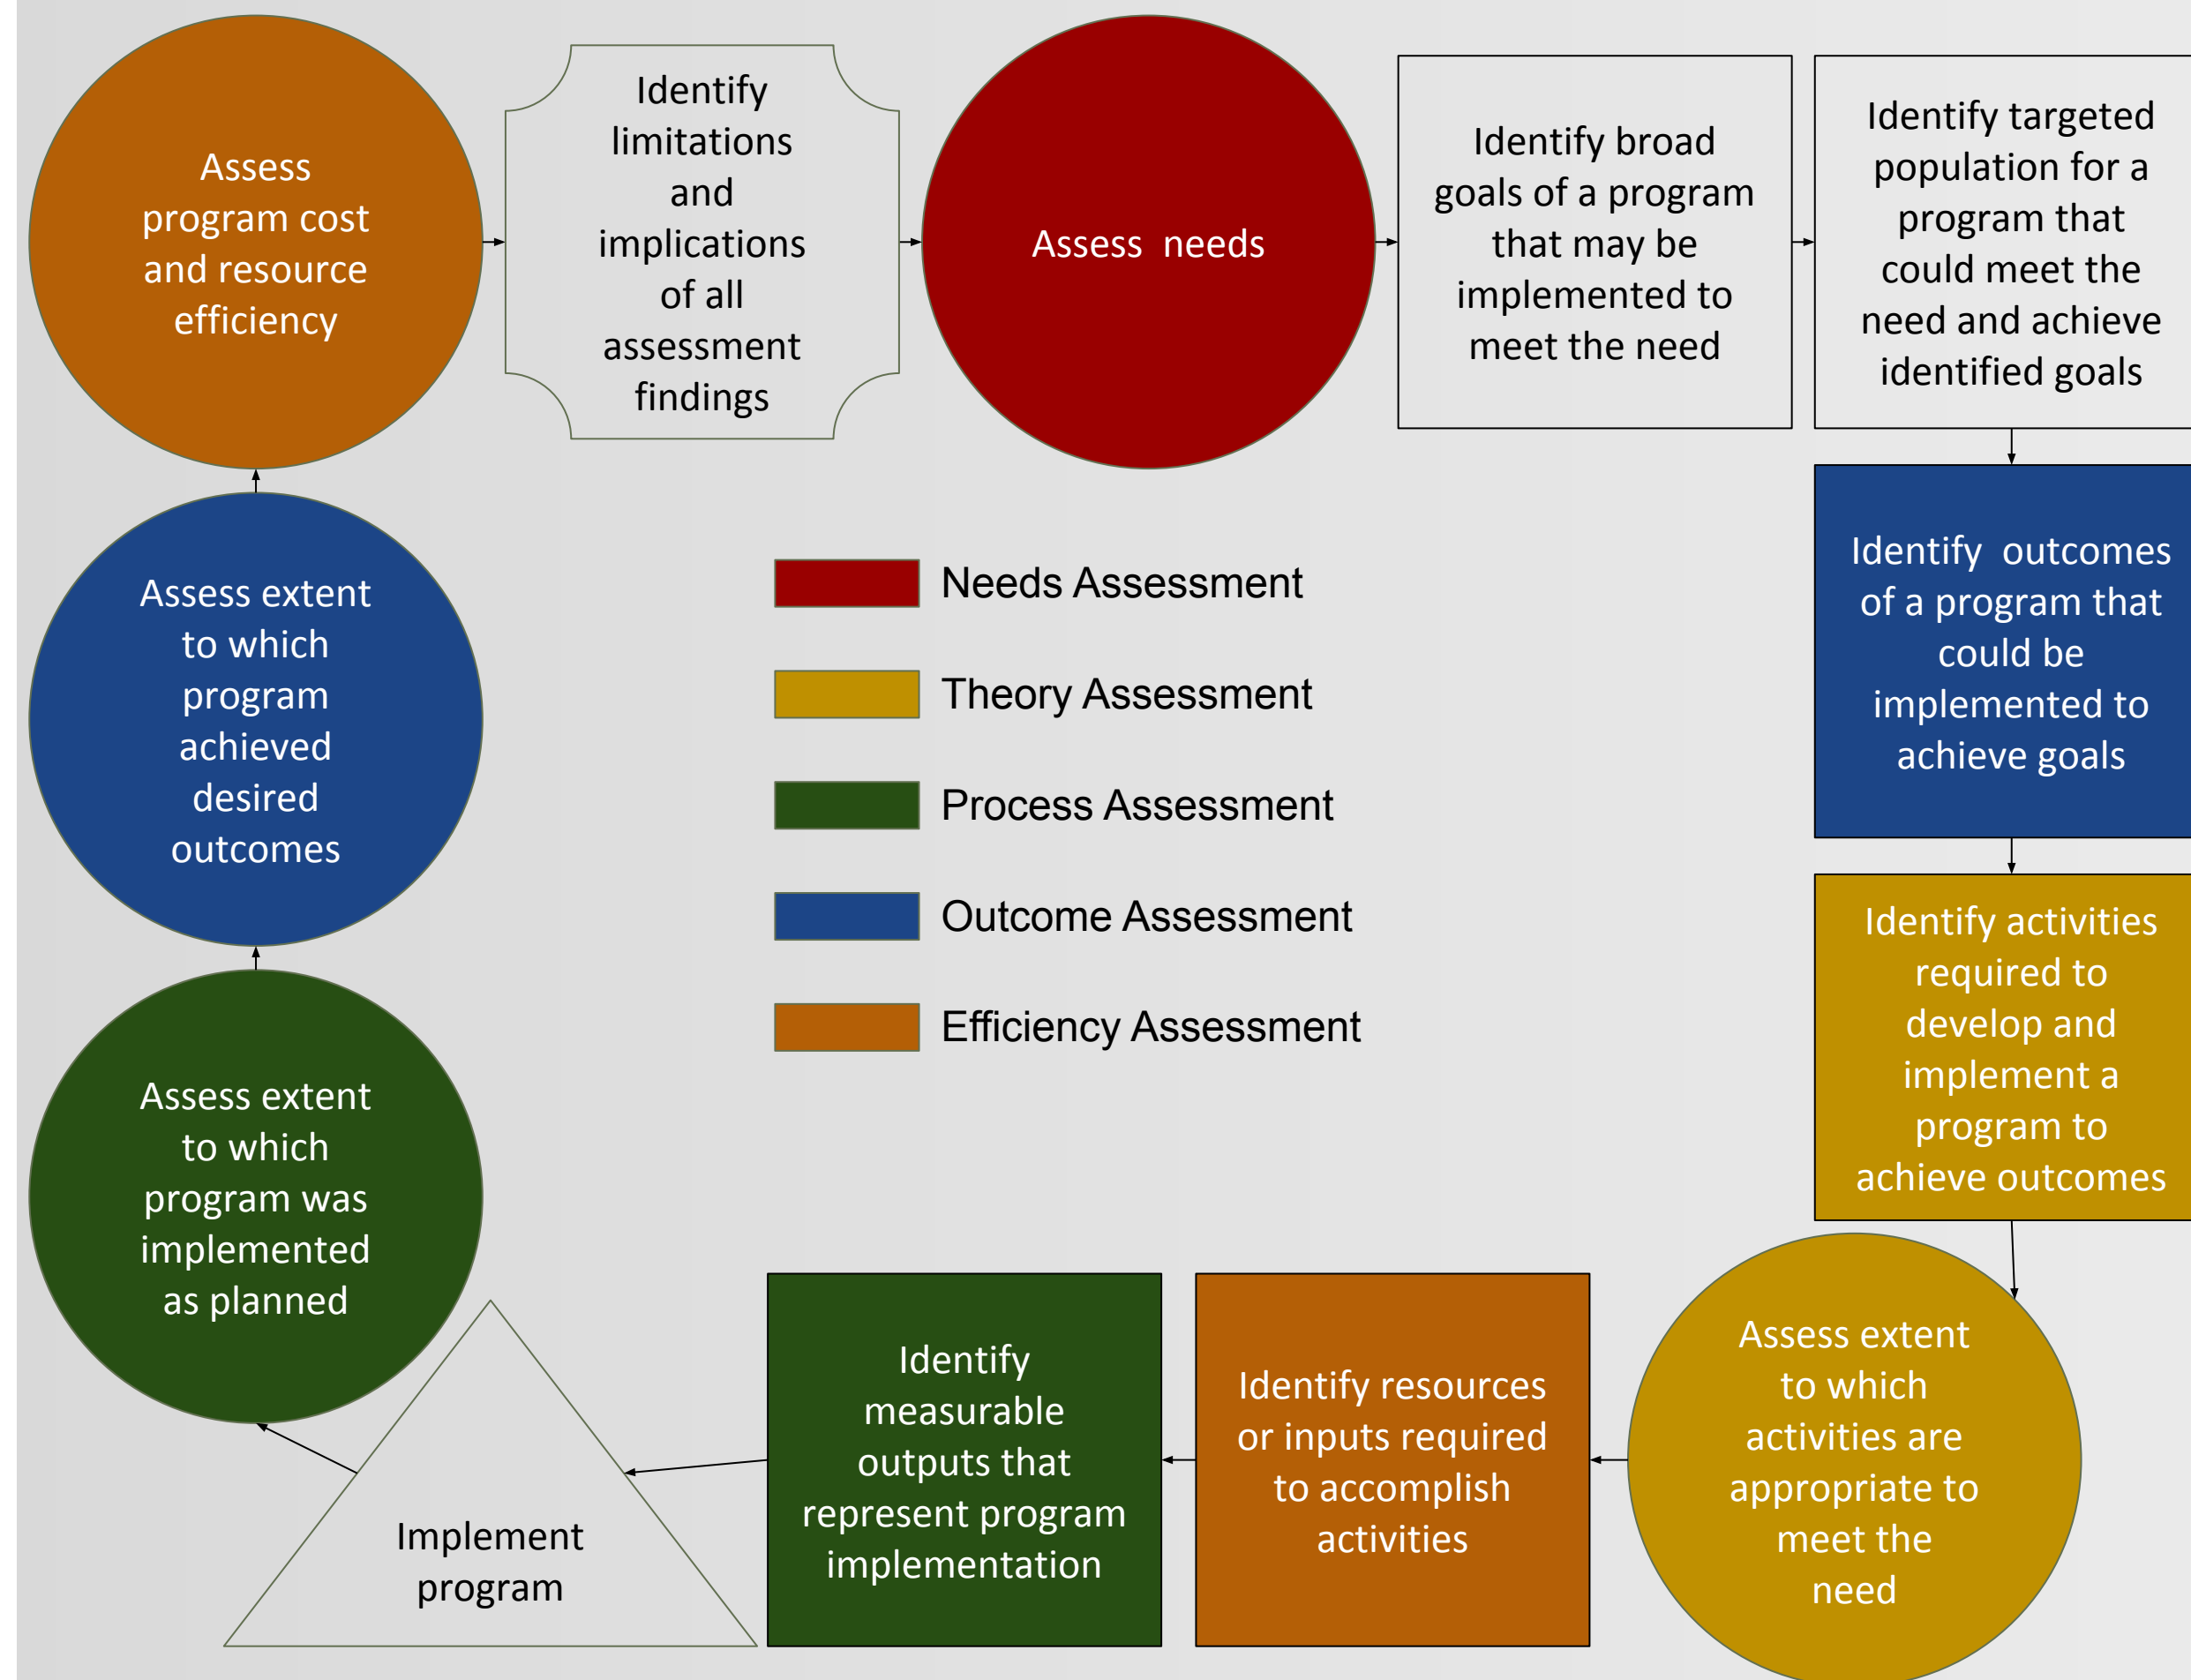 Assess
program cost
and resource
efficiency
Identify
limitations
and
implications
of all
assessment
findings
Assess needs
Identify broad
goals of a program
that may be
implemented to
meet the need
Identify targeted
population for a
program that
could meet the
need and achieve
identified goals
Identify outcomes
of a program that
could be
implemented to
achieve goals
Identify activities
required to
develop and
implement a
program to
achieve outcomes
Assess extent
to which
activities are
appropriate to
meet the
need
Identify resources
or inputs required
to accomplish
activities
Identify
measurable
outputs that
represent program
implementation
Implement
program
Assess extent
to which
program was
implemented
as planned
Assess extent
to which
program
achieved
desired
outcomes
Needs Assessment
Theory Assessment
Process Assessment
Outcome Assessment
Efficiency Assessment